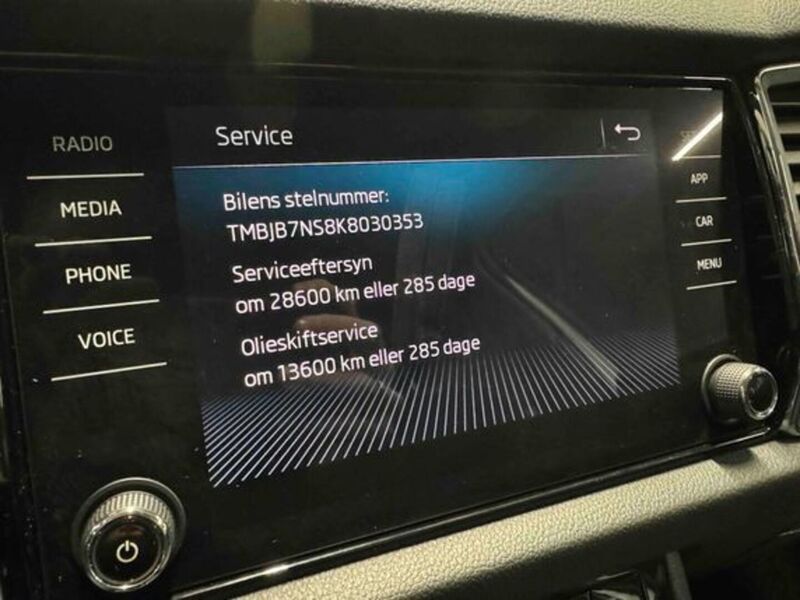 RADIO
MEDIA
PHONE
VOICE
Service
Bilens stelnummer:
TMBJB7NS8K8030353
Serviceeftersyn
om 28600 km eller 285 dage
Olieskiftservice
om 13600 km eller 285 dage
APP
CAR
MENU